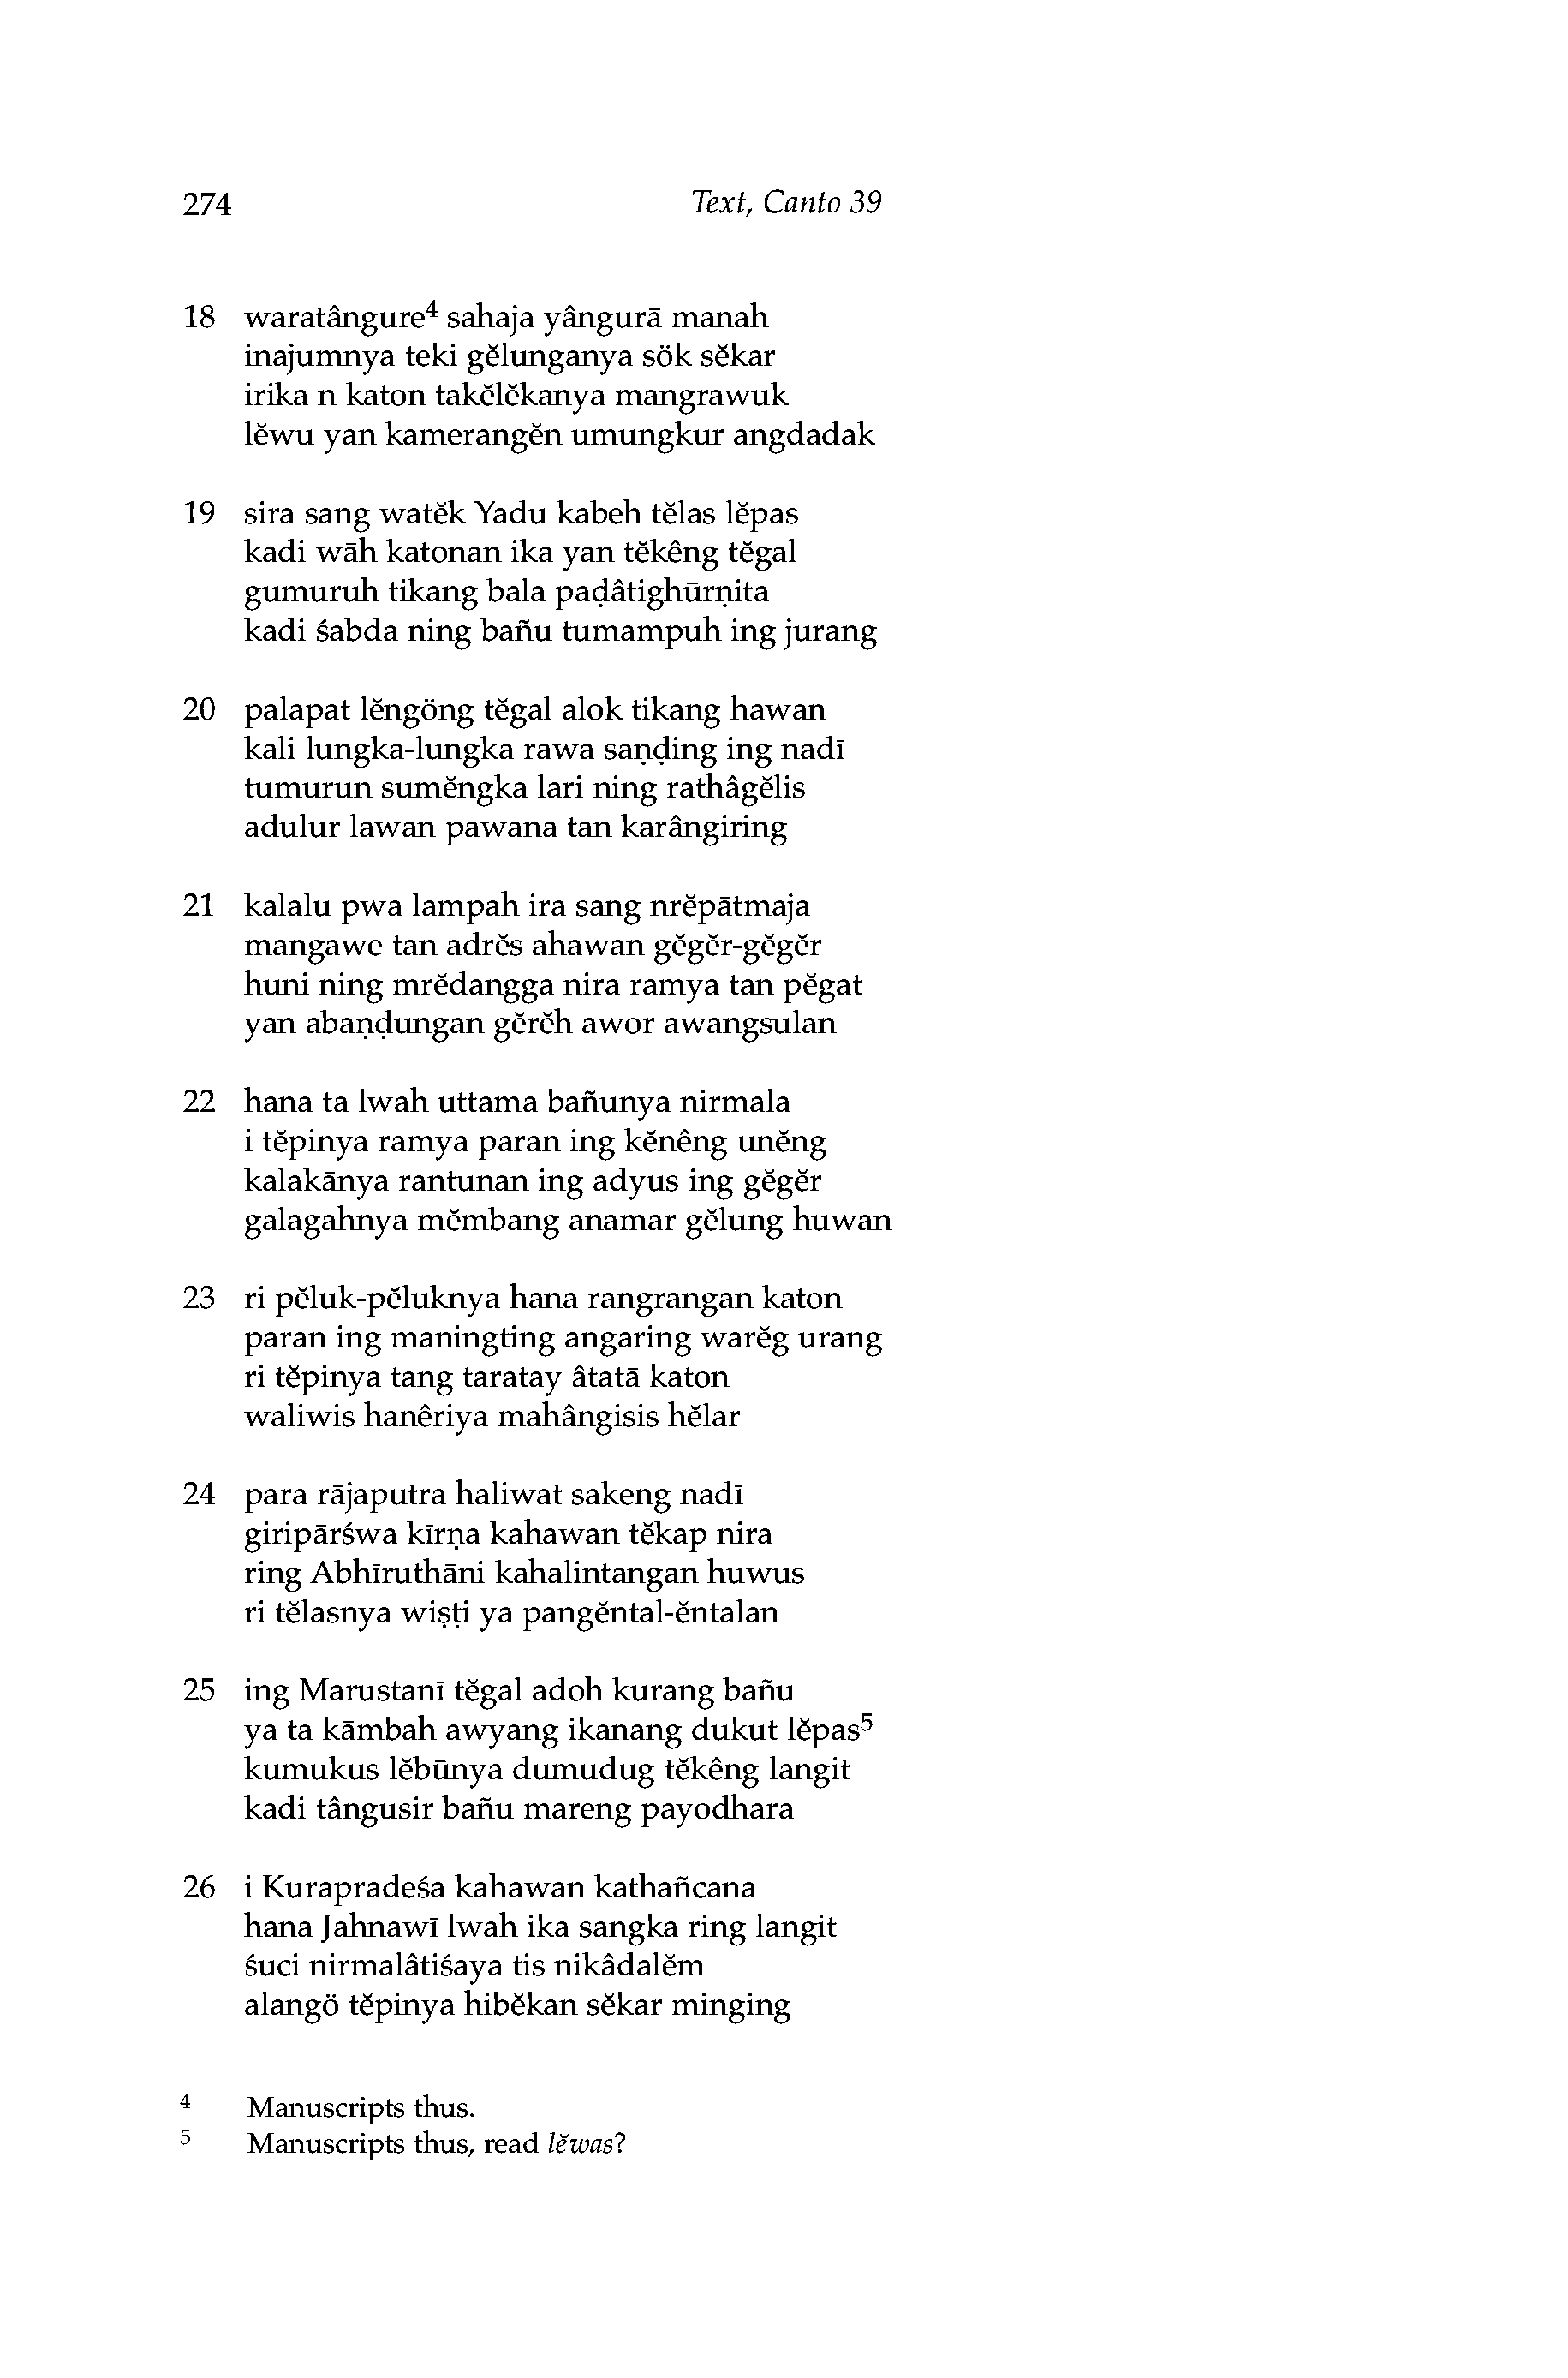 274 Text, Canto 39
18 waratângure⁴ sahaja yângurā manah
inajumnya teki gĕlunganya sök sĕkar
irika n katon takĕlĕkanya mangrawuk
lĕwu yan kamerangĕn umungkur angdadak
19 sira sang watĕk Yadu kabeh tĕlas lĕpas
kadi wāh katonan ika yan tĕkêng tĕgal
gumuruh tikang bala paḍâtighūrṇita
kadi śabda ning bañu tumampuh ing jurang
20 palapat lĕngöng tĕgal alok tikang hawan
kali lungka-lungka rawa saṇḍing ing nadī
tumurun sumĕngka lari ning rathâgĕlis
adulur lawan pawana tan karângiring
21 kalalu pwa lampah ira sang nrĕpātmaja
mangawe tan adrĕs ahawan gĕgĕr-gĕgĕr
huni ning mrĕdangga nira ramya tan pĕgat
yan abaṇḍungan gĕrĕh awor awangsulan
22 hana ta lwah uttama bañunya nirmala
i tĕpinya ramya paran ing kĕnêng unĕng
kalakānya rantunan ing adyus ing gĕgĕr
galagahnya mĕmbang anamar gĕlung huwan
23 ri pĕluk-pĕluknya hana rangrangan katon
paran ing maningting angaring warĕg urang
ri tĕpinya tang taratay âtatā katon
waliwis hanêriya mahângisis hĕlar
24 para rājaputra haliwat sakeng nadī
giripārśwa kīrṇa kahawan tĕkap nira
ring Abhīruthāni kahalintangan huwus
ri tĕlasnya wiṣṭi ya pangĕntal-ĕntalan
25 ing Marustanī tĕgal adoh kurang bañu
ya ta kāmbah awyang ikanang dukut lĕpas⁵
kumukus lĕbūnya dumudug tĕkêng langit
kadi tângusir bañu mareng payodhara
26 i Kurapradeśa kahawan kathañcana
hana Jahnawī lwah ika sangka ring langit
śuci nirmalâtiśaya tis nikâdalĕm
alangö tĕpinya hibĕkan sĕkar minging
⁴ Manuscripts thus.
⁵ Manuscripts thus, read lĕwas?